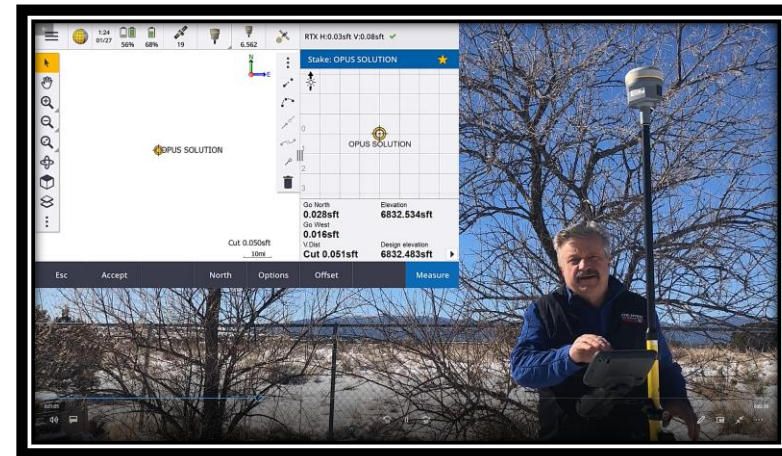 1:24
01/27
56%
68%
19
6.562
RTX H:0.03sft V:0.08sft
Stake: OPUS SOLUTION
N
E
OPUS SOLUTION
0
1
2
3
OPUS SOLUTION
Cut 0.050sft
10mi
Go North
0.028sft
Go West
0.016sft
V.Dist
Cut 0.051sft
Elevation
6832.534sft
Design elevation
6832.483sft
Esc Accept North Options Offset Measure